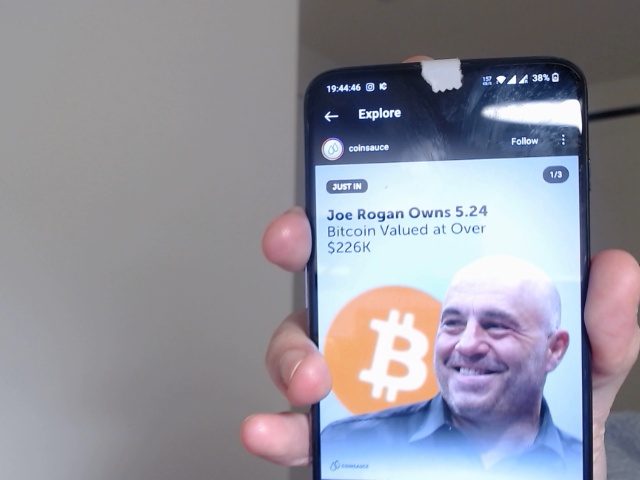 19:44:46 38%
Explore
coinsauce Follow
JUST IN 1/3
Joe Rogan Owns 5.24
Bitcoin Valued at Over
$226K
coinsauce